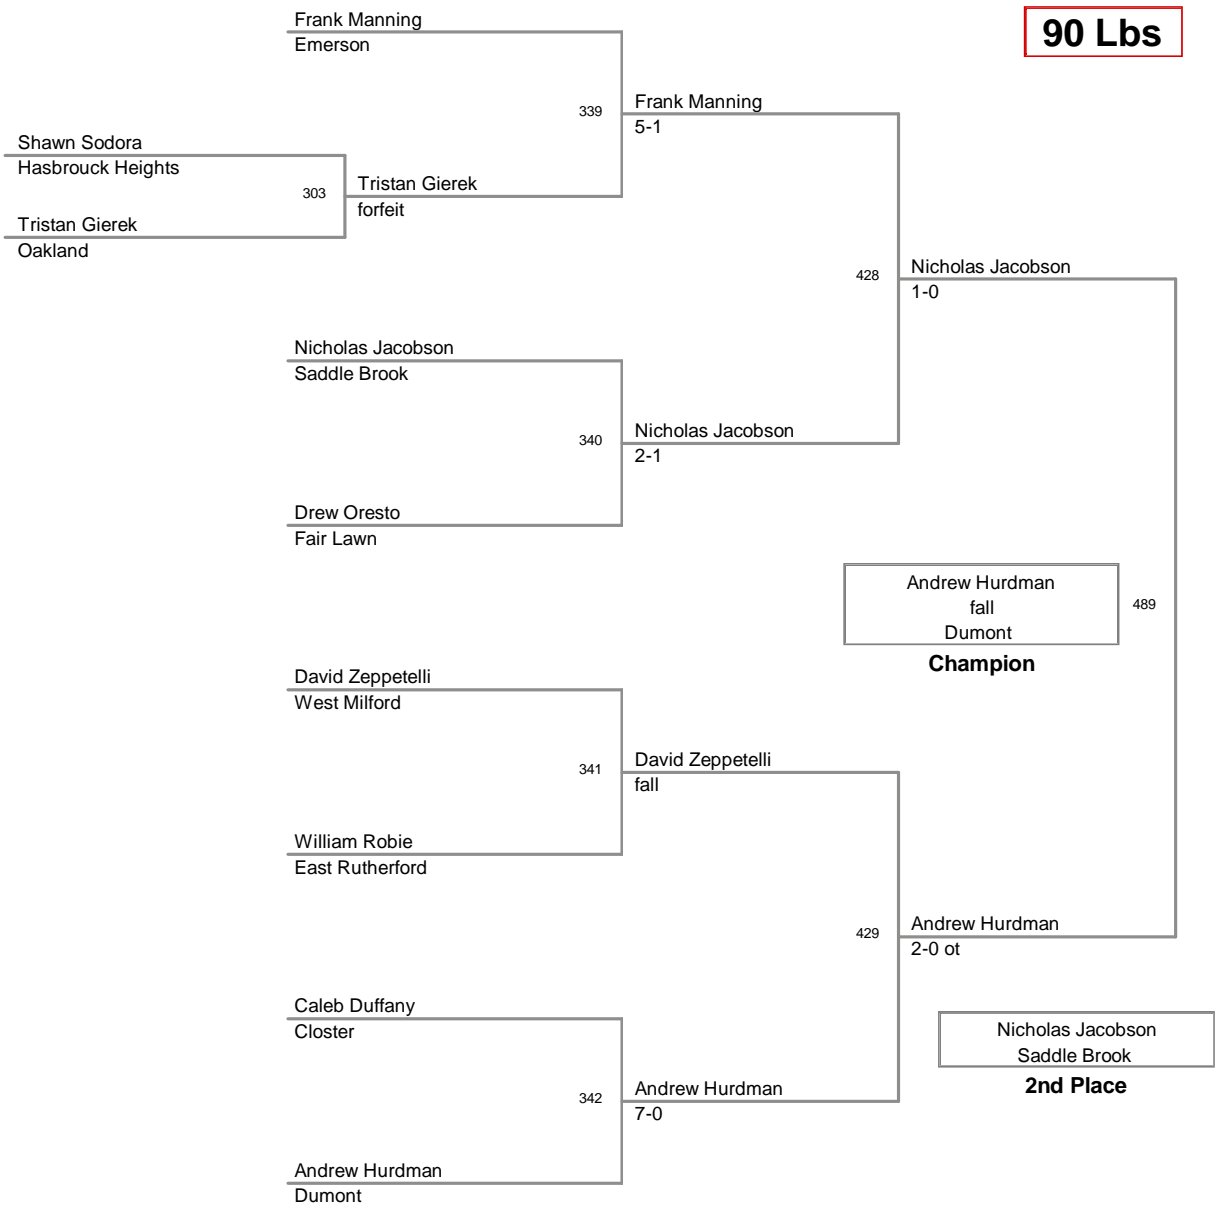 Frank Manning
Emerson
90 Lbs
339
Frank Manning
5-1
Shawn Sodora
Hasbrouck Heights
303
Tristan Gierek
forfeit
Tristan Gierek
Oakland
428
Nicholas Jacobson
1-0
Nicholas Jacobson
Saddle Brook
340
Nicholas Jacobson
2-1
Drew Oresto
Fair Lawn
Andrew Hurdman
fall
Dumont
489
Champion
David Zeppetelli
West Milford
341
David Zeppetelli
fall
William Robie
East Rutherford
429
Andrew Hurdman
2-0 ot
Caleb Duffany
Closter
Nicholas Jacobson
Saddle Brook
2nd Place
342
Andrew Hurdman
7-0
Andrew Hurdman
Dumont